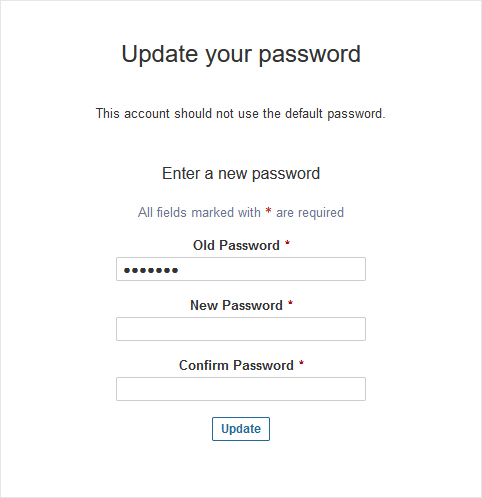 Update your password
This account should not use the default password.
Enter a new password
All fields marked with * are required
Old Password *
•••••••
New Password *
Confirm Password *
Update